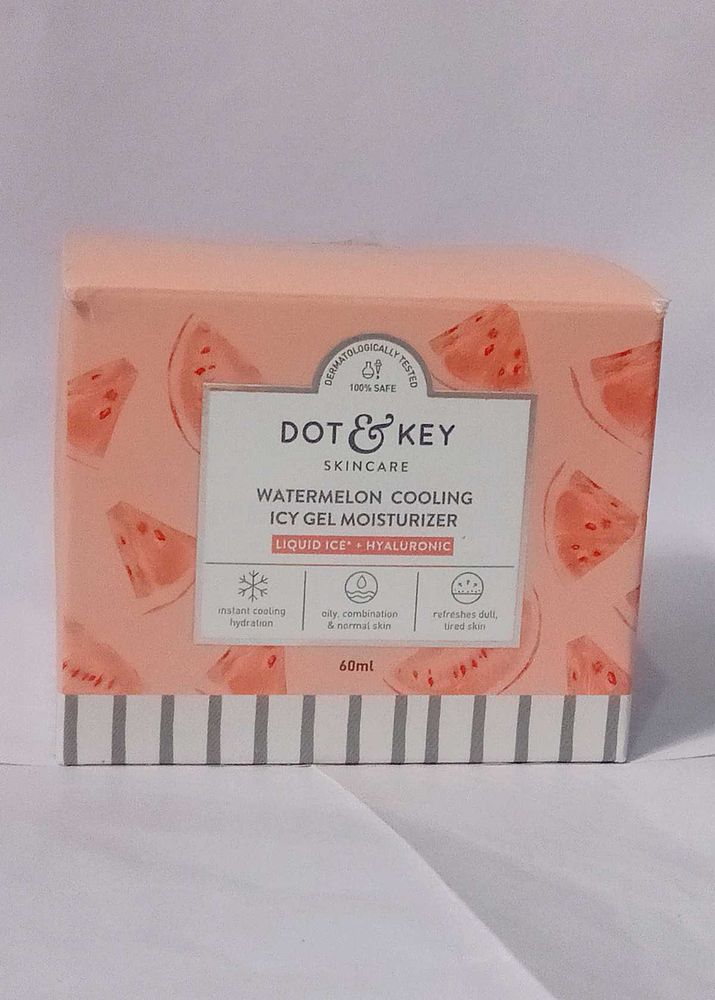 DERMATOLOGICALLY TESTED
100% SAFE
DOT & KEY
SKINCARE
WATERMELON COOLING
ICY GEL MOISTURIZER
LIQUID ICE* + HYALURONIC
instant cooling
hydration
oily, combination
& normal skin
refreshes dull,
tired skin
60ml